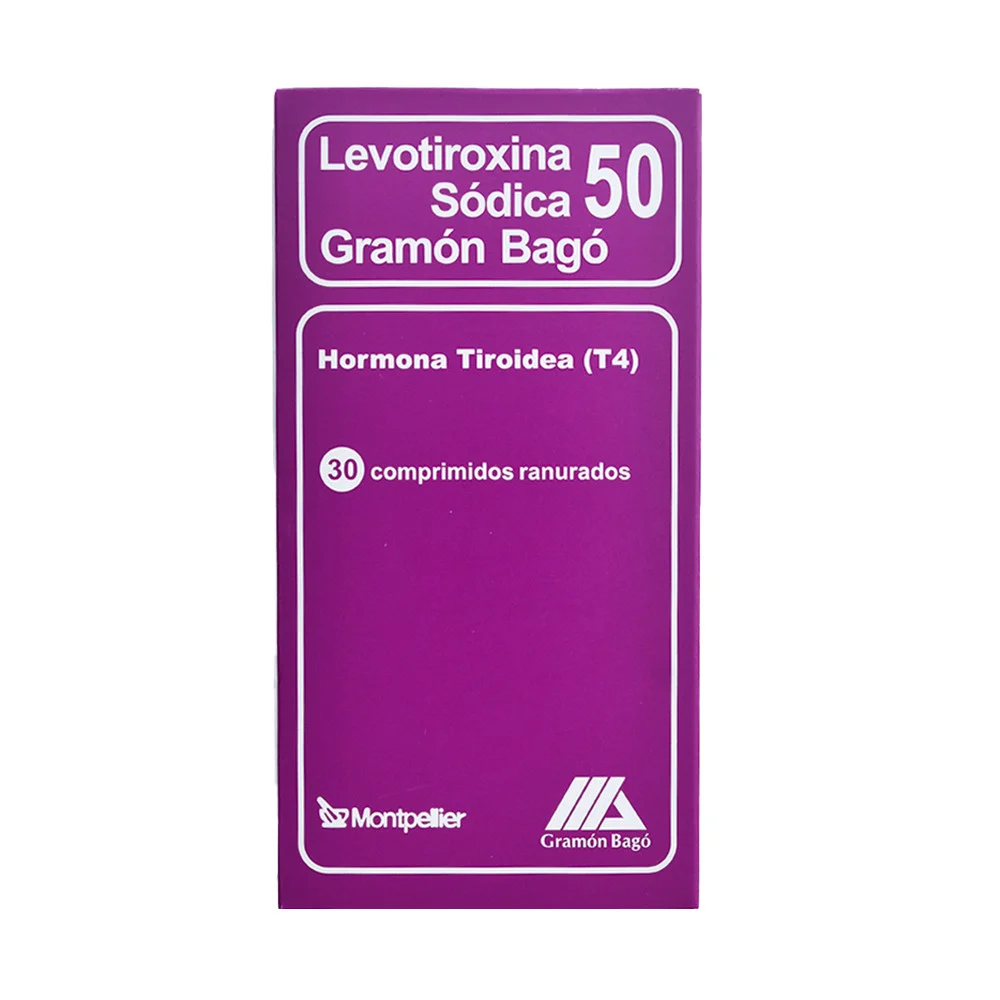 Levotiroxina
Sódica 50
Gramón Bagó
Hormona Tiroidea (T4)
30 comprimidos ranurados
Montpellier
Gramón Bagó